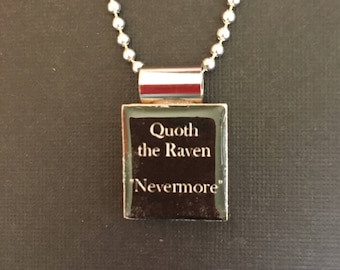 Quoth
the Raven
"Nevermore"